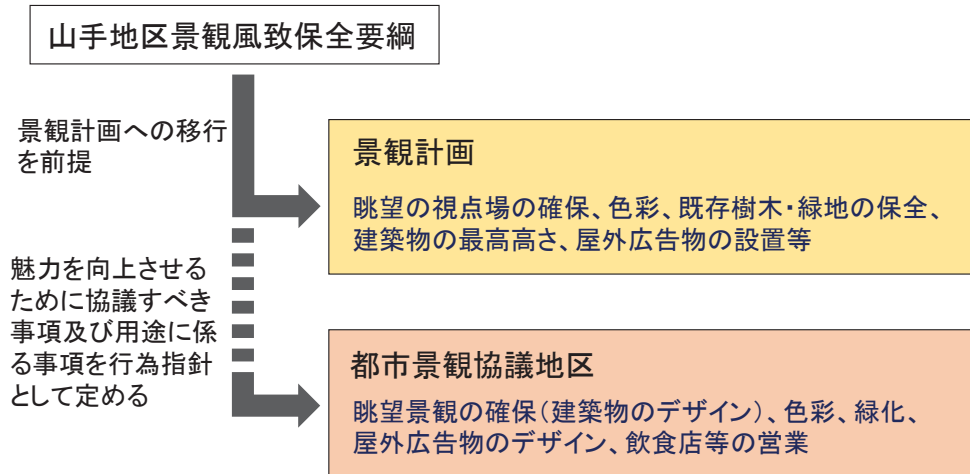 山手地区景観風致保全要綱
景観計画への移行
を前提
景観計画
眺望の視点場の確保、色彩、既存樹木・緑地の保全、
建築物の最高高さ、屋外広告物の設置等
魅力を向上させる
ために協議すべき
事項及び用途に係
る事項を行為指針
として定める
都市景観協議地区
眺望景観の確保(建築物のデザイン)、色彩、緑化、
屋外広告物のデザイン、飲食店等の営業